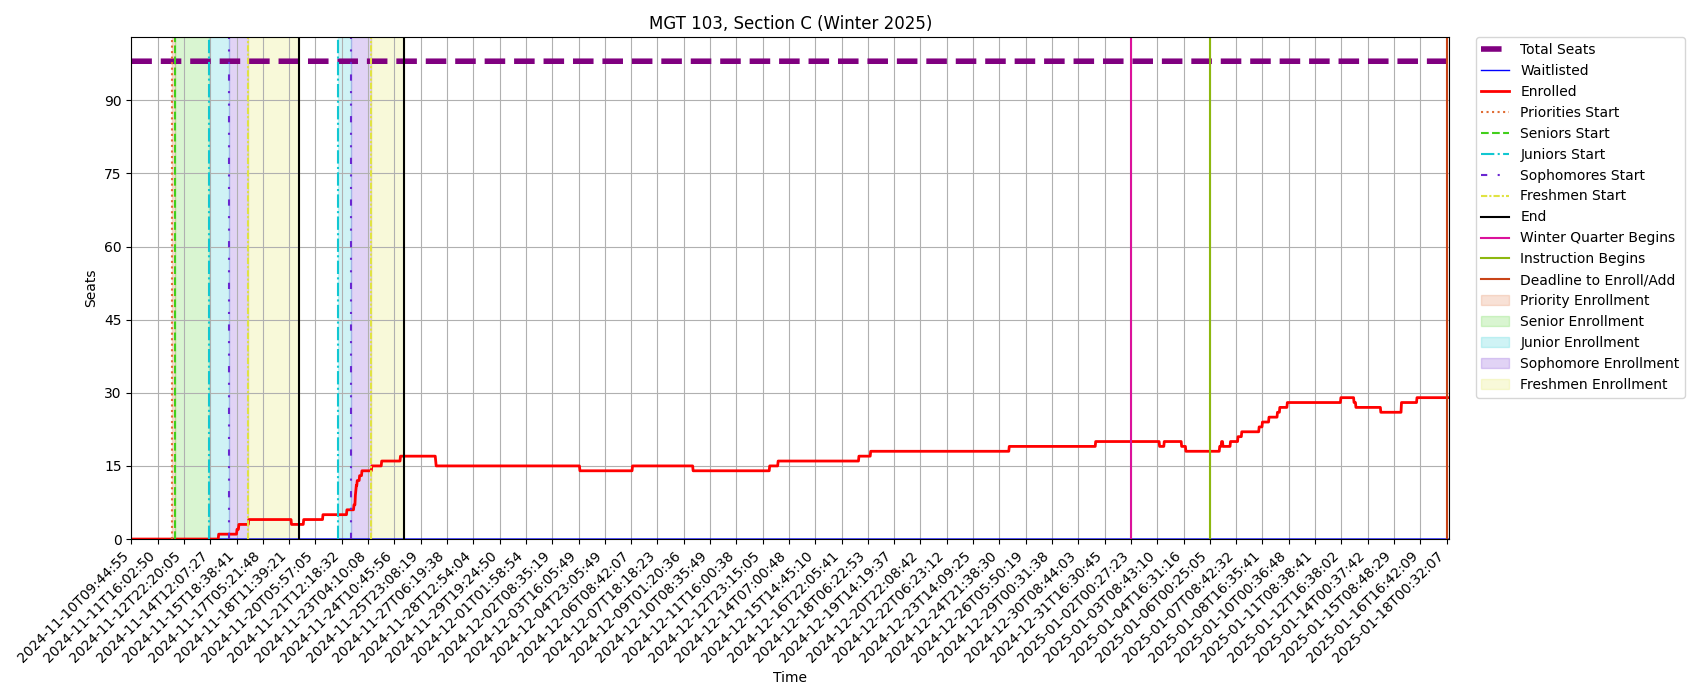 MGT 103, Section C (Winter 2025)
Total Seats
Waitlisted
Enrolled
Priorities Start
Seniors Start
Juniors Start
Sophomores Start
Freshmen Start
End
Winter Quarter Begins
Instruction Begins
Deadline to Enroll/Add
Priority Enrollment
Senior Enrollment
Junior Enrollment
Sophomore Enrollment
Freshmen Enrollment
Seats
90
75
60
45
30
15
0
2024-11-10T09:44:55
2024-11-11T16:02:50
2024-11-12T22:20:05
2024-11-14T12:07:27
2024-11-15T18:38:41
2024-11-17T05:21:48
2024-11-18T11:39:21
2024-11-20T05:57:05
2024-11-21T12:18:32
2024-11-23T04:10:08
2024-11-24T10:45:56
2024-11-25T23:08:19
2024-11-27T06:19:38
2024-11-28T12:54:04
2024-11-29T19:24:50
2024-12-01T01:58:54
2024-12-02T08:35:19
2024-12-03T16:05:49
2024-12-04T23:05:49
2024-12-06T08:42:07
2024-12-07T18:18:23
2024-12-09T01:20:36
2024-12-10T08:35:49
2024-12-11T16:00:38
2024-12-12T23:15:05
2024-12-14T07:00:48
2024-12-15T14:45:10
2024-12-16T22:05:41
2024-12-18T06:22:53
2024-12-19T14:19:37
2024-12-20T22:08:42
2024-12-22T06:23:12
2024-12-23T14:09:25
2024-12-24T21:38:30
2024-12-26T05:50:19
2024-12-29T00:31:38
2024-12-30T08:44:03
2024-12-31T16:30:45
2025-01-02T00:27:23
2025-01-03T08:43:10
2025-01-04T16:31:16
2025-01-06T00:25:05
2025-01-07T08:42:32
2025-01-08T16:35:41
2025-01-10T00:36:48
2025-01-11T08:38:41
2025-01-12T16:38:02
2025-01-14T00:37:42
2025-01-15T08:48:29
2025-01-16T16:42:09
2025-01-18T00:32:07
Time